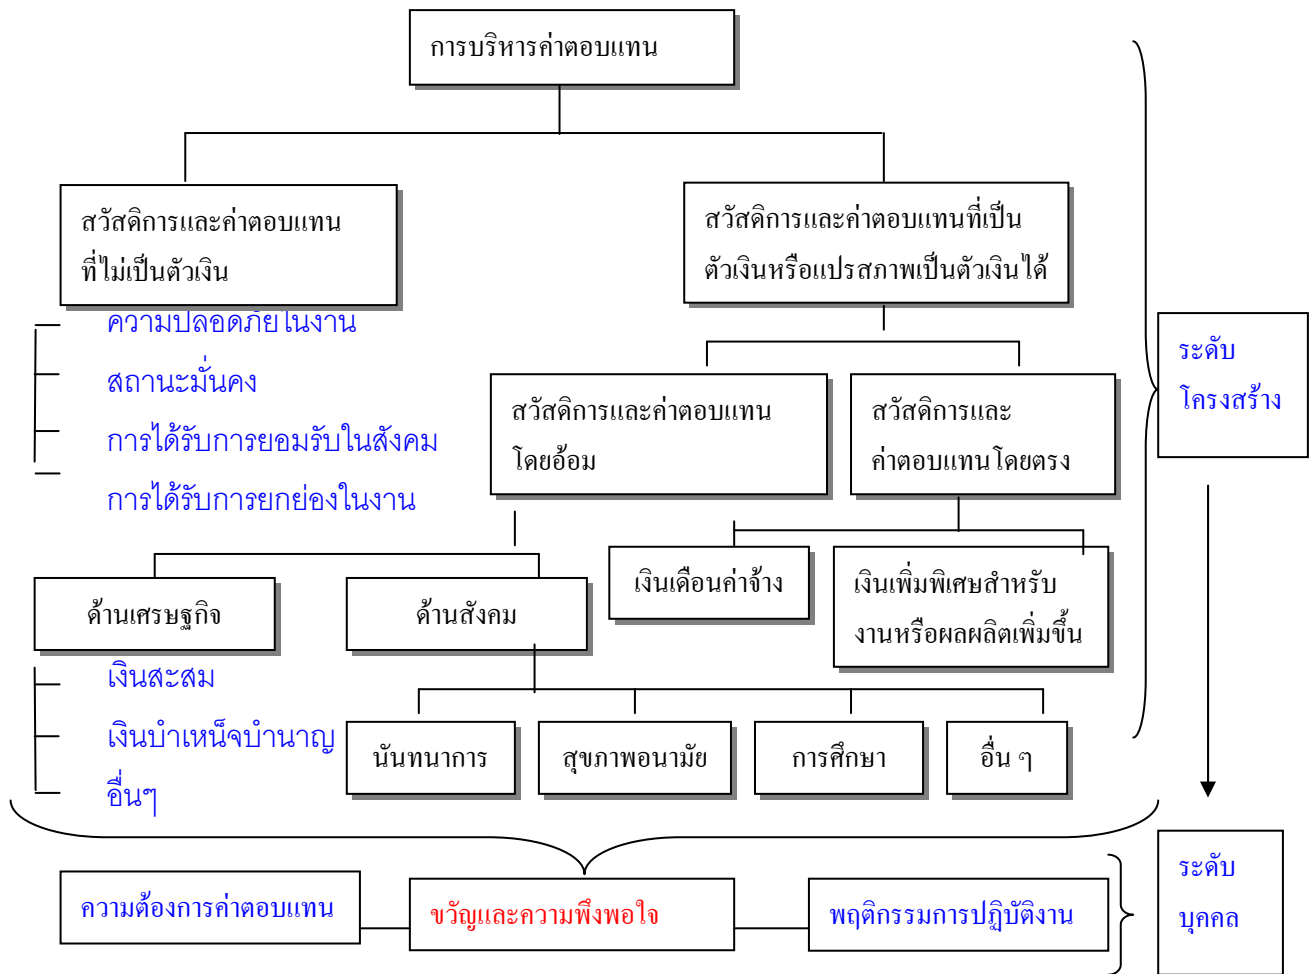 การบริหารค่าตอบแทน
สวัสดิการและค่าตอบแทน
ที่ไม่เป็นตัวเงิน
สวัสดิการและค่าตอบแทนที่เป็น
ตัวเงินหรือแปรสภาพเป็นตัวเงินได้
ความปลอดภัยในงาน
สถานะมั่นคง
การได้รับการยอมรับในสังคม
การได้รับการยกย่องในงาน
สวัสดิการและค่าตอบแทน
โดยอ้อม
สวัสดิการและ
ค่าตอบแทนโดยตรง
ระดับ
โครงสร้าง
ด้านเศรษฐกิจ
ด้านสังคม
เงินเดือนค่าจ้าง
เงินเพิ่มพิเศษสำหรับ
งานหรือผลผลิตเพิ่มขึ้น
เงินสะสม
เงินบำเหน็จบำนาญ
อื่นๆ
นันทนาการ
สุขภาพอนามัย
การศึกษา
อื่น ๆ
ความต้องการค่าตอบแทน
ขวัญและความพึงพอใจ
พฤติกรรมการปฏิบัติงาน
ระดับ
บุคคล